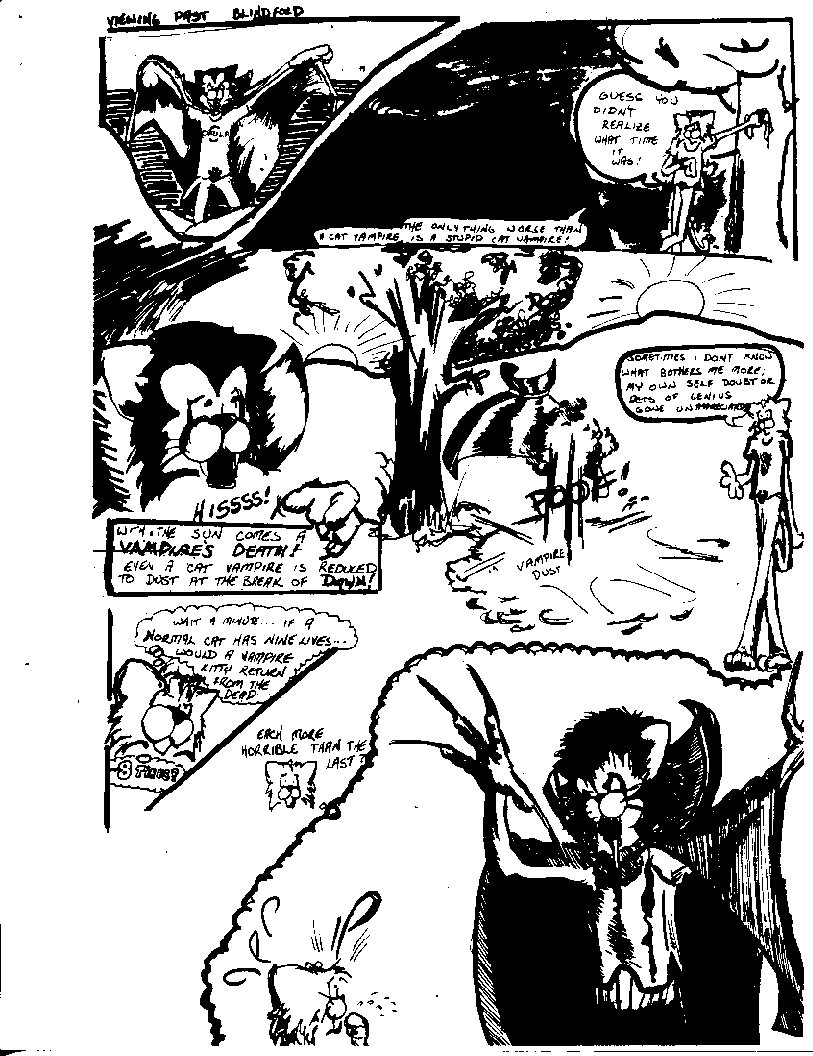 VIEWING PAST BLINDFOLD
GUESS YOU
DIDN'T
REALIZE
WHAT TIME
IT
WAS!
THE ONLY THING WORSE THAN
A CAT VAMPIRE IS A STUPID CAT VAMPIRE!
SOMETIMES I DON'T KNOW
WHAT BOTHERS ME MORE;
MY OWN SELF DOUBT OR
BITS OF GENIUS
GONE
HISSSS!
POOF!
WITH THE SUN COMES A
VAMPIRE'S DEATH!
EVEN A CAT VAMPIRE IS REDUCED
TO DUST AT THE BREAK OF DAWN!
VAMPIRE
DUST
WAIT A MINUTE... IF A
NORMAL CAT HAS NINE LIVES...
WOULD A VAMPIRE
KITTY RETURN
FROM THE
DEAD
8 TIMES?
EACH MORE
HORRIBLE THAN THE
LAST?